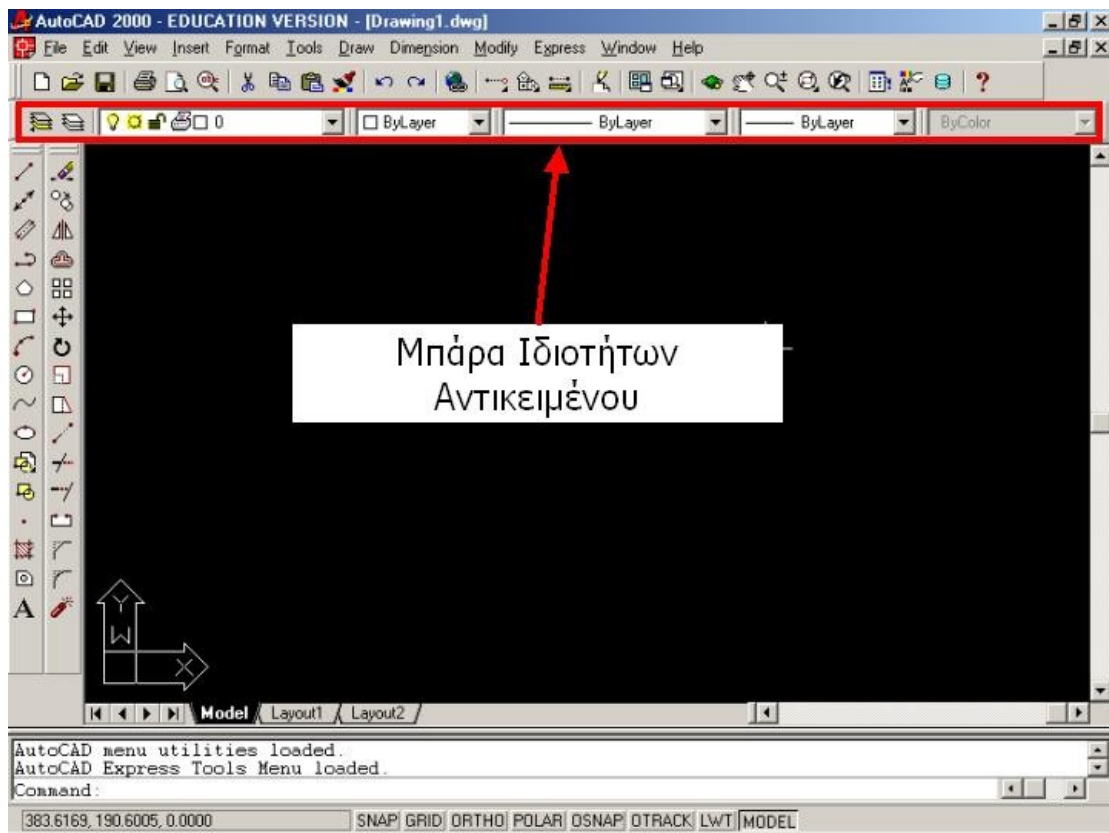 AutoCAD 2000 - EDUCATION VERSION - [Drawing1.dwg]
File Edit View Insert Format Tools Draw Dimension Modify Express Window Help
0 ByLayer ByLayer ByLayer ByColor
Μπάρα Ιδιοτήτων
Αντικειμένου
A
Y
W
X
Model Layout1 Layout2
AutoCAD menu utilities loaded.
AutoCAD Express Tools Menu loaded.
Command:
383.6169, 190.6005, 0.0000 SNAP GRID ORTHO POLAR OSNAP OTRACK LWT MODEL